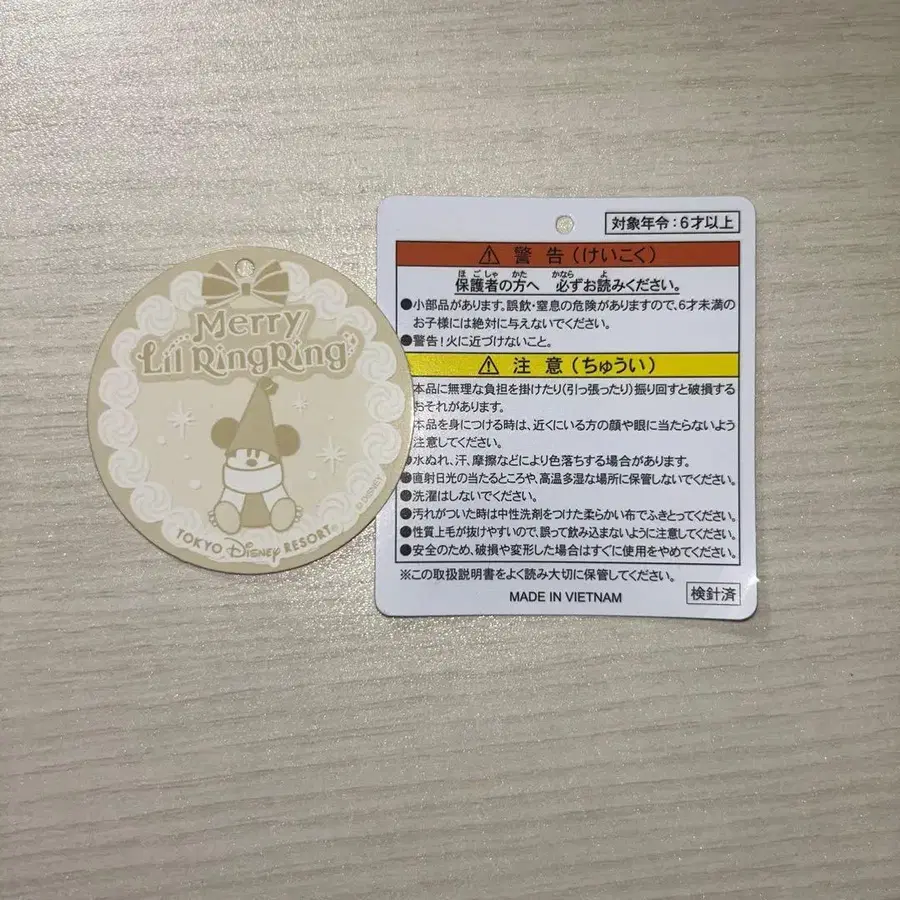 Merry
Lil RingRing
TOKYO Disney RESORT®
© DISNEY
対象年令：6才以上
警告（けいこく）
ほごしゃ かた かなら よ
保護者の方へ 必ずお読みください。
●小部品があります。誤飲・窒息の危険がありますので、6才未満の
お子様には絶対に与えないでください。
●警告！火に近づけないこと。
注意（ちゅうい）
本品に無理な負担を掛けたり(引っ張ったり)振り回すと破損する
おそれがあります。
本品を身につける時は、近くにいる方の顔や眼に当たらないよう
注意してください。
●水ぬれ、汗、摩擦などにより色落ちする場合があります。
●直射日光の当たるところや、高温多湿な場所に保管しないでください。
●洗濯はしないでください。
●汚れがついた時は中性洗剤をつけた柔らかい布でふきとってください。
●性質上毛が抜けやすいので、誤って飲み込まないように注意してください。
●安全のため、破損や変形した場合はすぐに使用をやめてください。
※この取扱説明書をよく読み大切に保管してください。
MADE IN VIETNAM
検針済